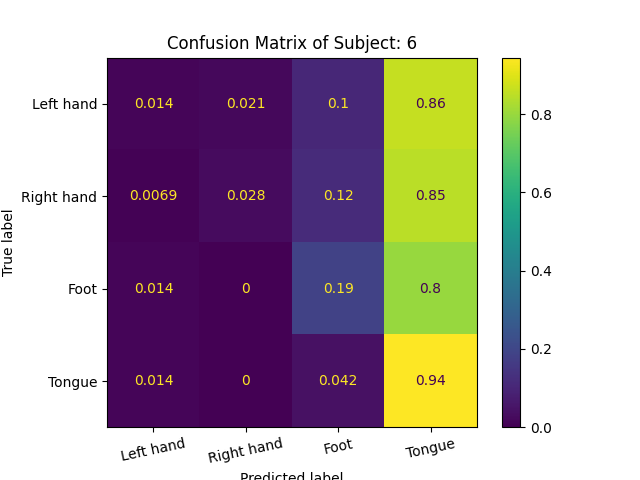 Confusion Matrix of Subject: 6
True label
Left hand 0.014 0.021 0.1 0.86
Right hand 0.0069 0.028 0.12 0.85
Foot 0.014 0 0.19 0.8
Tongue 0.014 0 0.042 0.94
Left hand Right hand Foot Tongue
Predicted label
0.8
0.6
0.4
0.2
0.0